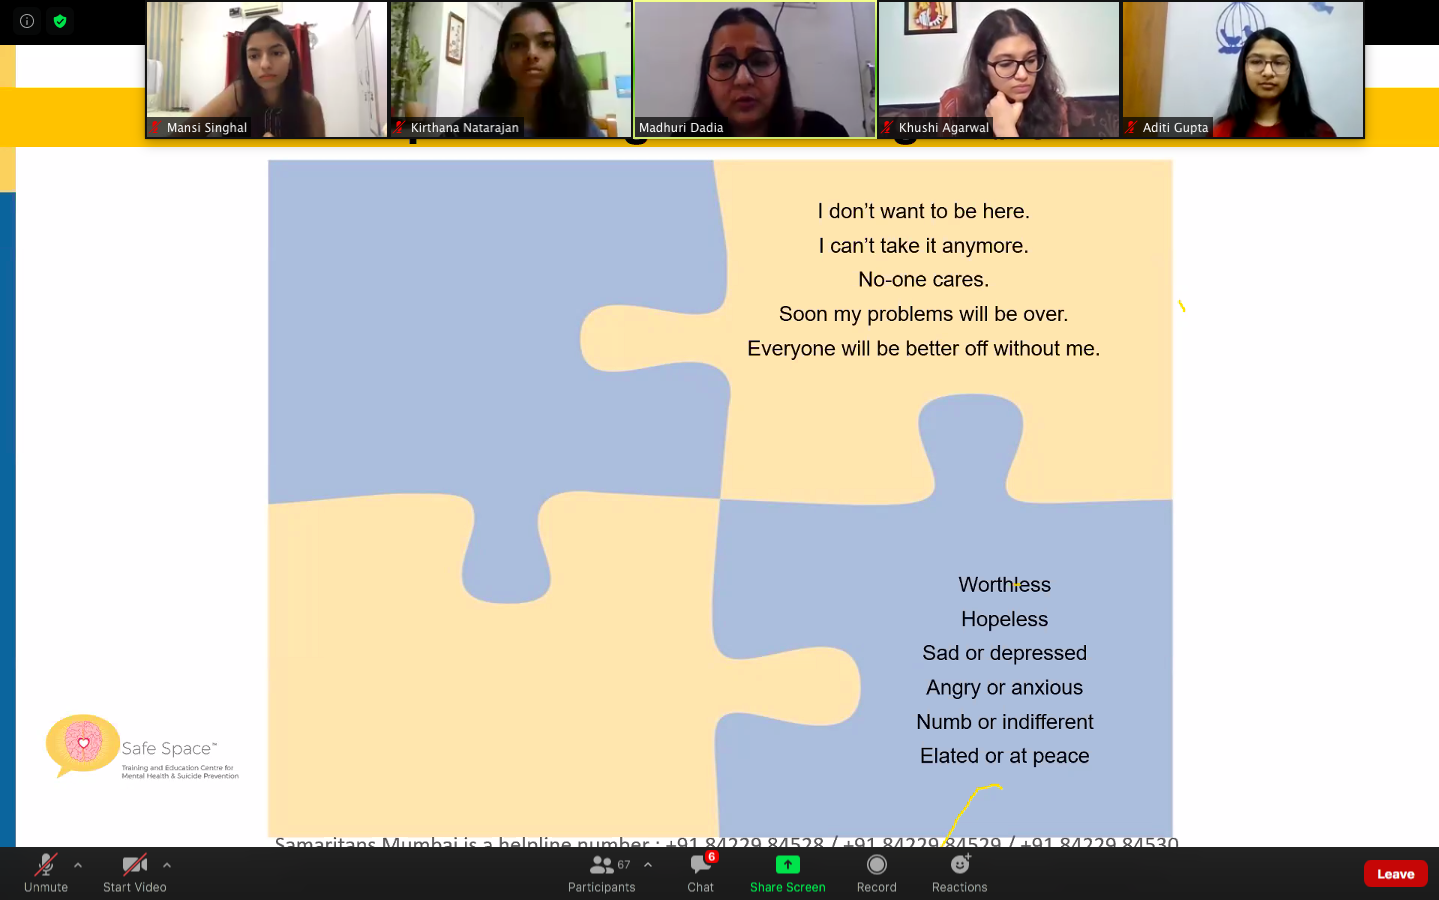 Mansi Singhal
Kirthana Natarajan
Madhuri Dadia
Khushi Agarwal
Aditi Gupta
I don't want to be here.
I can't take it anymore.
No-one cares.
Soon my problems will be over.
Everyone will be better off without me.
Worthless
Hopeless
Sad or depressed
Angry or anxious
Numb or indifferent
Elated or at peace
Safe Space™
Training and Education Centre for
Mental Health & Suicide Prevention
Samaritans Mumbai is a helpline number : +91 84229 84528 / +91 84229 84529 / +91 84229 84530
Unmute
Start Video
67
Participants
6
Chat
Share Screen
Record
Reactions
Leave